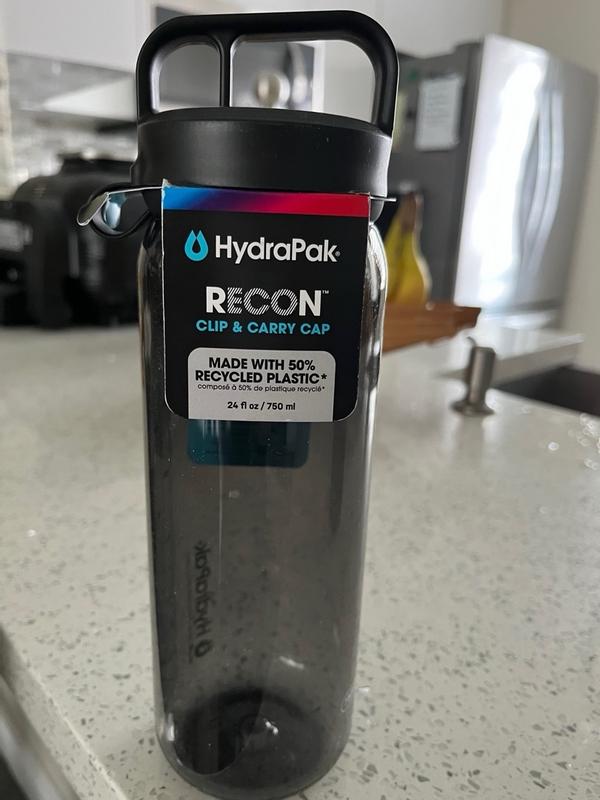 HydraPak®
RECON™
CLIP & CARRY CAP
MADE WITH 50%
RECYCLED PLASTIC*
composé à 50% de plastique recyclé*
24 fl oz / 750 ml
HydraPak